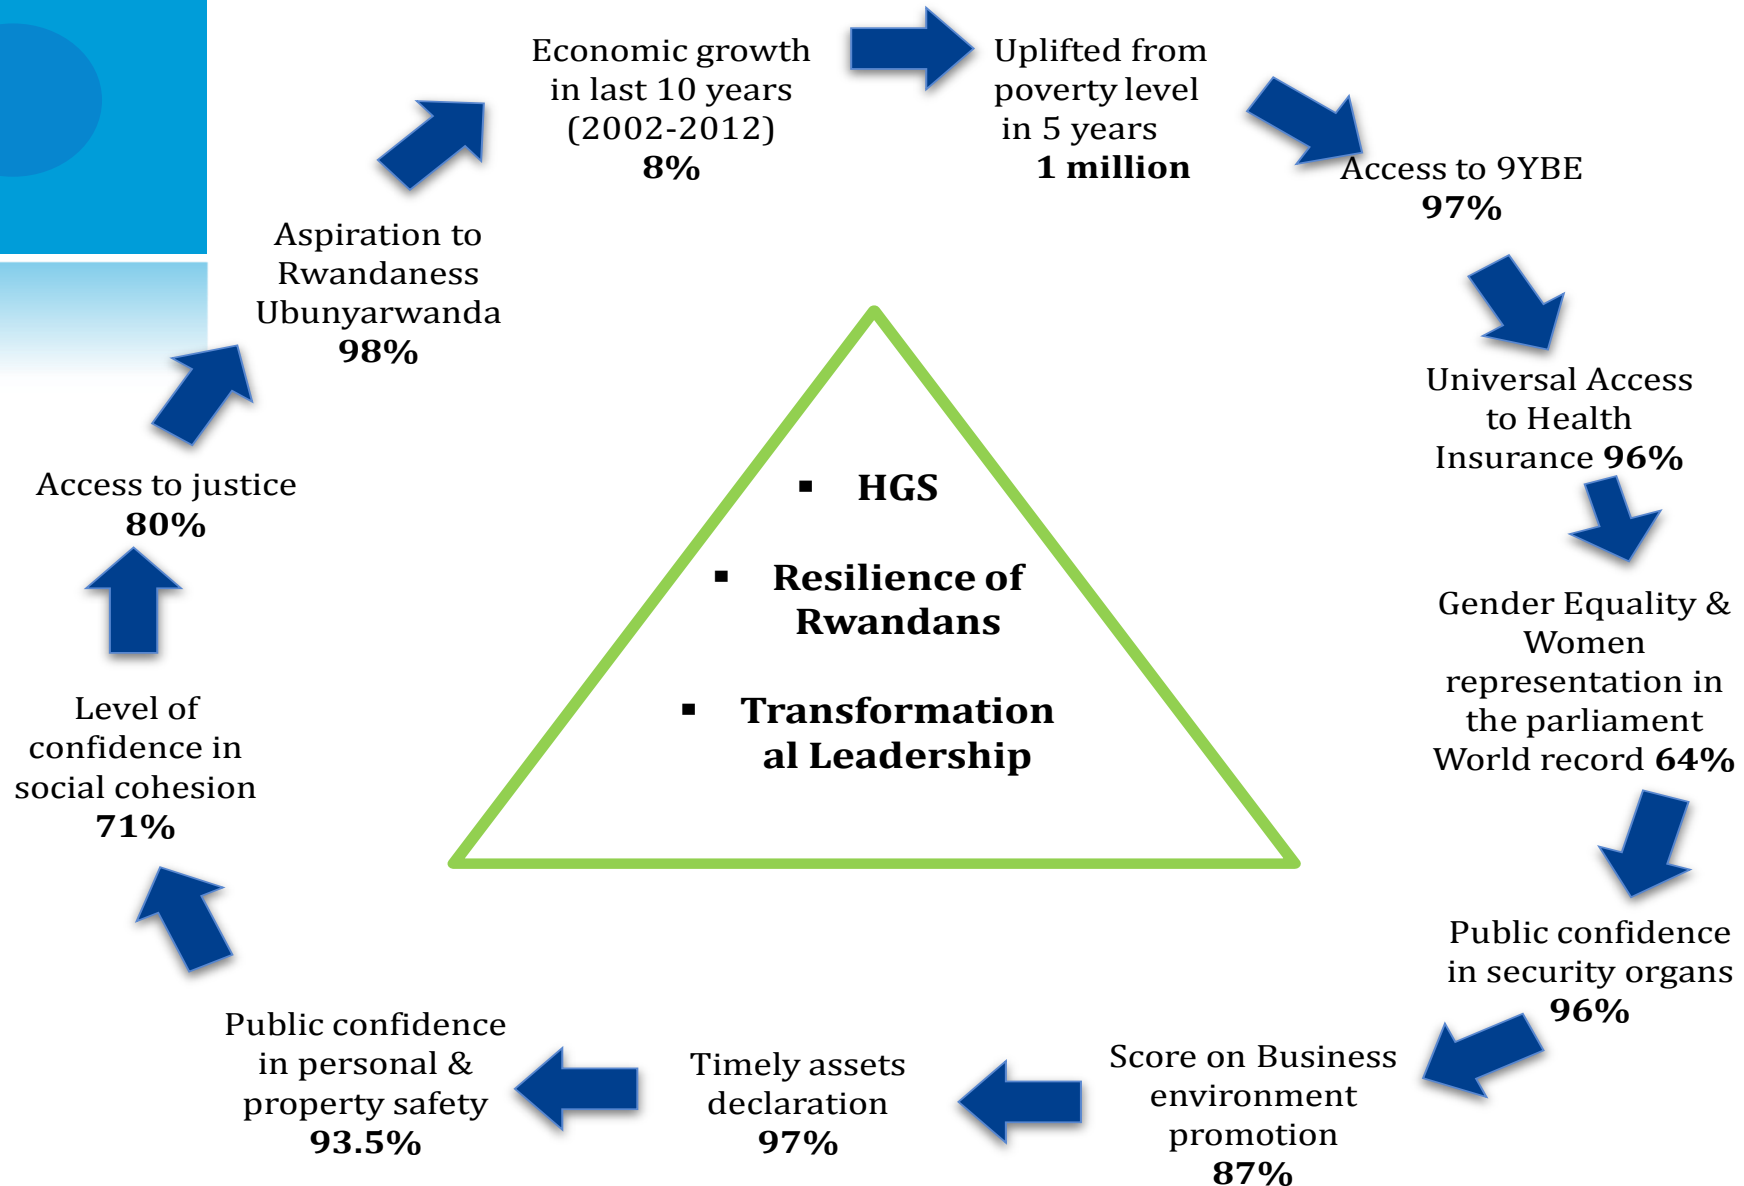 Economic growth
in last 10 years
(2002-2012)
8%
Uplifted from
poverty level
in 5 years
1 million
Access to 9YBE
97%
Universal Access
to Health
Insurance 96%
Gender Equality &
Women
representation in
the parliament
World record 64%
Public confidence
in security organs
96%
Score on Business
environment
promotion
87%
Timely assets
declaration
97%
Public confidence
in personal &
property safety
93.5%
Level of
confidence in
social cohesion
71%
Access to justice
80%
Aspiration to
Rwandaness
Ubunyarwanda
98%
▪ HGS
▪ Resilience of
Rwandans
▪ Transformation
al Leadership